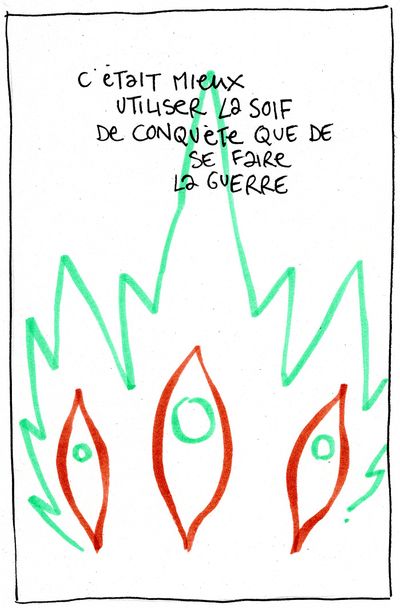 C'ÉTAIT MIEUX
UTILISER LA SOIF
DE CONQUÊTE QUE DE
SE FAIRE
LA GUERRE